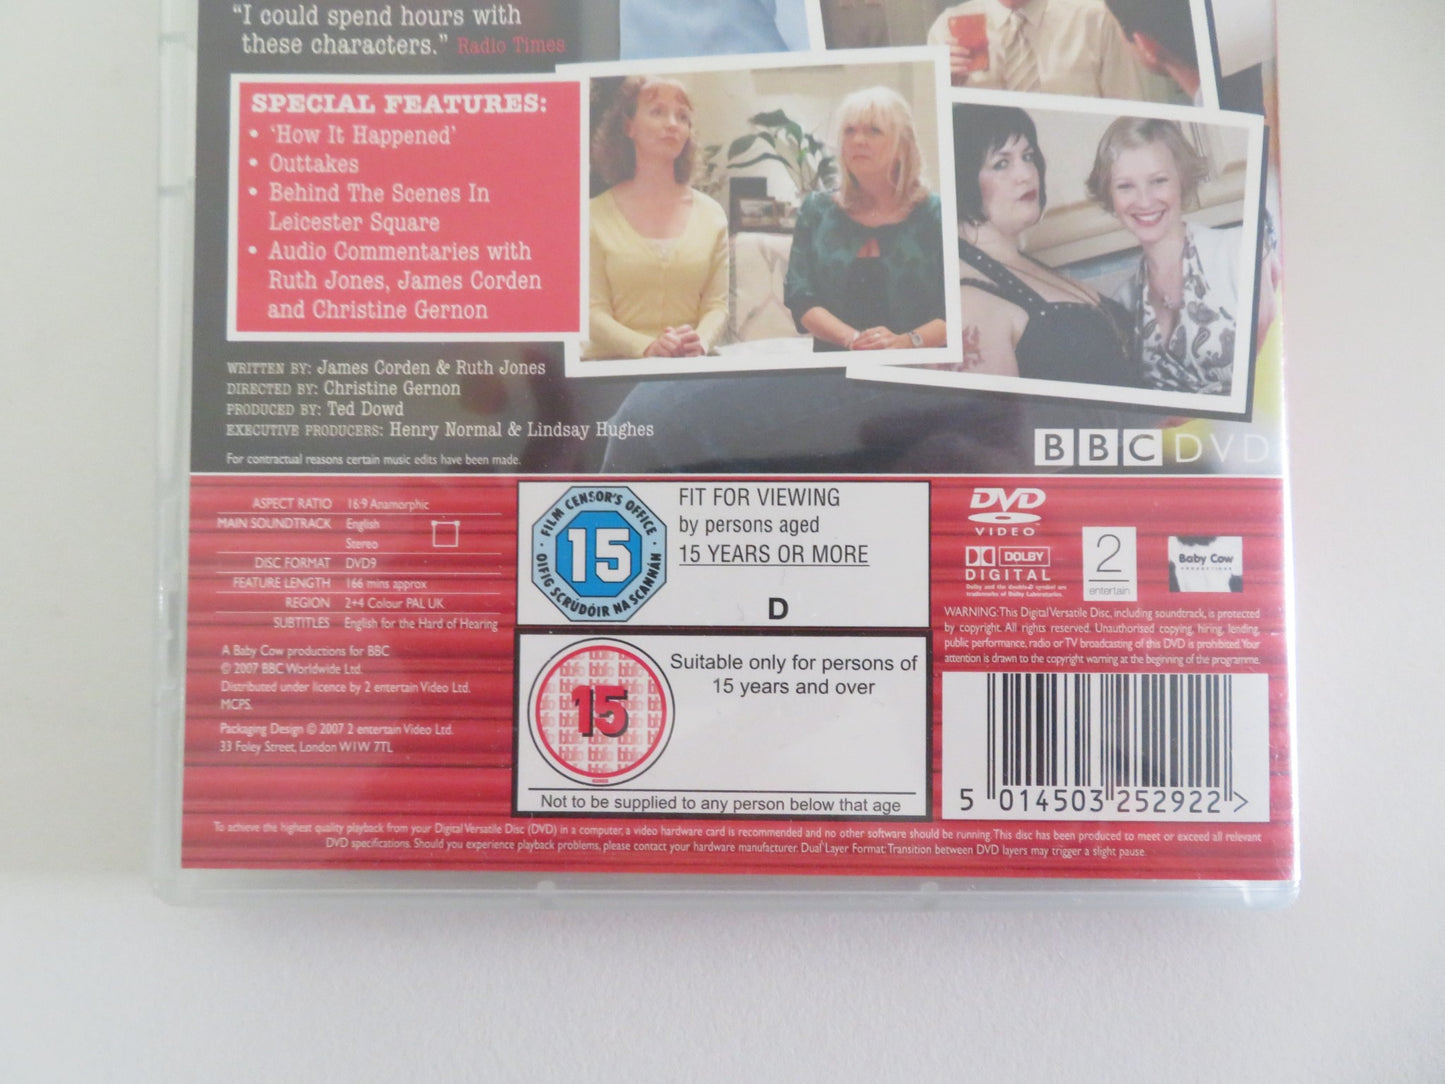 “I could spend hours with
these characters.” Radio Times
SPECIAL FEATURES:
• ‘How It Happened’
• Outtakes
• Behind The Scenes In
Leicester Square
• Audio Commentaries with
Ruth Jones, James Corden
and Christine Gernon
WRITTEN BY: James Corden & Ruth Jones
DIRECTED BY: Christine Gernon
PRODUCED BY: Ted Dowd
EXECUTIVE PRODUCERS: Henry Normal & Lindsay Hughes
For contractual reasons certain music edits have been made.
BBC DVD
ASPECT RATIO 16:9 Anamorphic
MAIN SOUNDTRACK English
Stereo
DISC FORMAT DVD9
FEATURE LENGTH 166 mins approx
REGION 2+4 Colour PAL UK
SUBTITLES English for the Hard of Hearing
A Baby Cow productions for BBC
© 2007 BBC Worldwide Ltd.
Distributed under licence by 2 entertain Video Ltd.
MCPS.
Packaging Design © 2007 2 entertain Video Ltd.
33 Foley Street, London W1W 7TL
FILM CENSOR'S OFFICE
15
OIFIG SCRÚDÓIR NA SCANNÁN
FIT FOR VIEWING
by persons aged
15 YEARS OR MORE
D
15
Suitable only for persons of
15 years and over
Not to be supplied to any person below that age
DVD
VIDEO
DOLBY
DIGITAL
Dolby and the double-D symbol are
trademarks of Dolby Laboratories.
2
entertain
Baby Cow
PRODUCTIONS
WARNING: This Digital Versatile Disc, including soundtrack, is protected
by copyright. All rights reserved. Unauthorised copying, hiring, lending,
public performance, radio or TV broadcasting of this DVD is prohibited. Your
attention is drawn to the copyright warning at the beginning of the programme.
5 014503 252922 >
To achieve the highest quality playback from your Digital Versatile Disc (DVD) in a computer, a video hardware card is recommended and no other software should be running. This disc has been produced to meet or exceed all relevant
DVD specifications. Should you experience playback problems, please contact your hardware manufacturer. Dual Layer Format: Transition between DVD layers may trigger a slight pause.